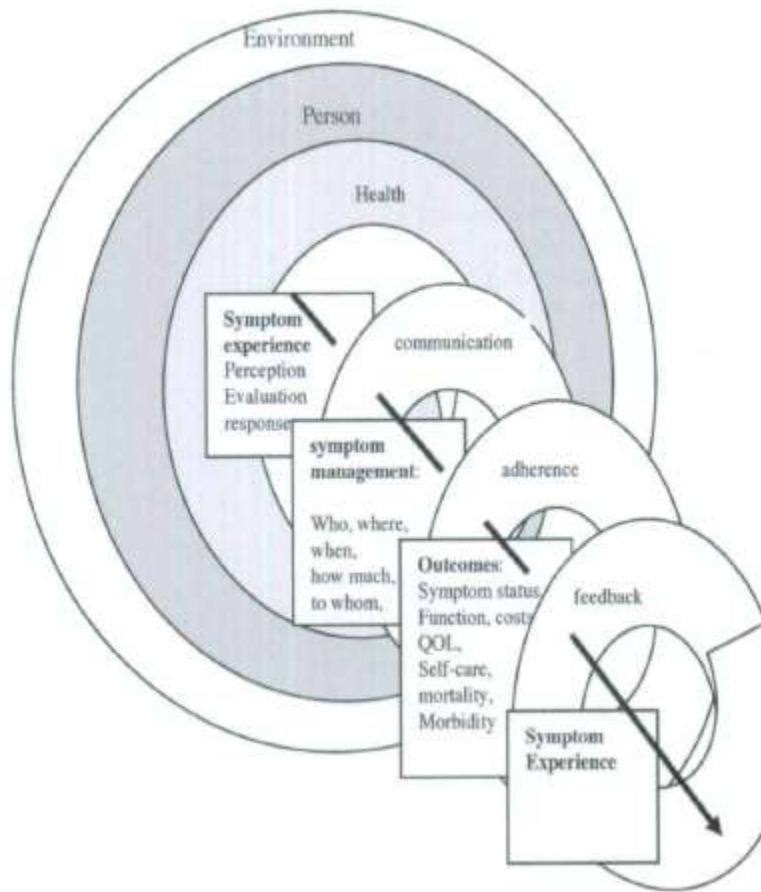 Environment
Person
Health
Symptom
experience
Perception
Evaluation
response
communication
symptom
management:
Who, where,
when,
how much,
to whom,
adherence
Outcomes:
Symptom status,
Function, costs
QOL,
Self-care,
mortality,
Morbidity
feedback
Symptom
Experience